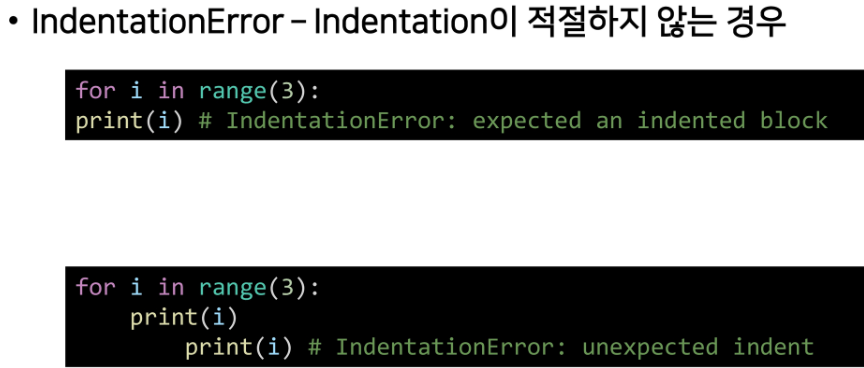 • IndentationError – Indentation이 적절하지 않는 경우
for i in range(3):
print(i) # IndentationError: expected an indented block
for i in range(3):
    print(i)
        print(i) # IndentationError: unexpected indent